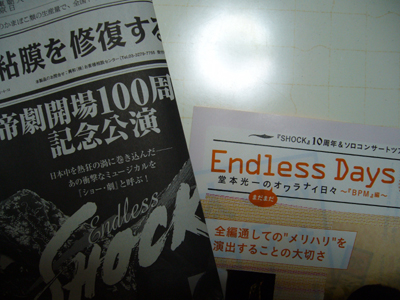 粘膜を修復する
帝劇開場100周
記念公演
日本中を熱狂の渦に巻き込んだ―
あの衝撃なミュージカルを
「ショー・劇」と呼ぶ！
Endless
SHOCK
『SHOCK』10周年&ソロコンサートツ
Endless Days
堂本光一のオワラナイ日々 ～「BPM」編～
まだまだ
全編通しての"メリハリ"を
演出することの大切さ